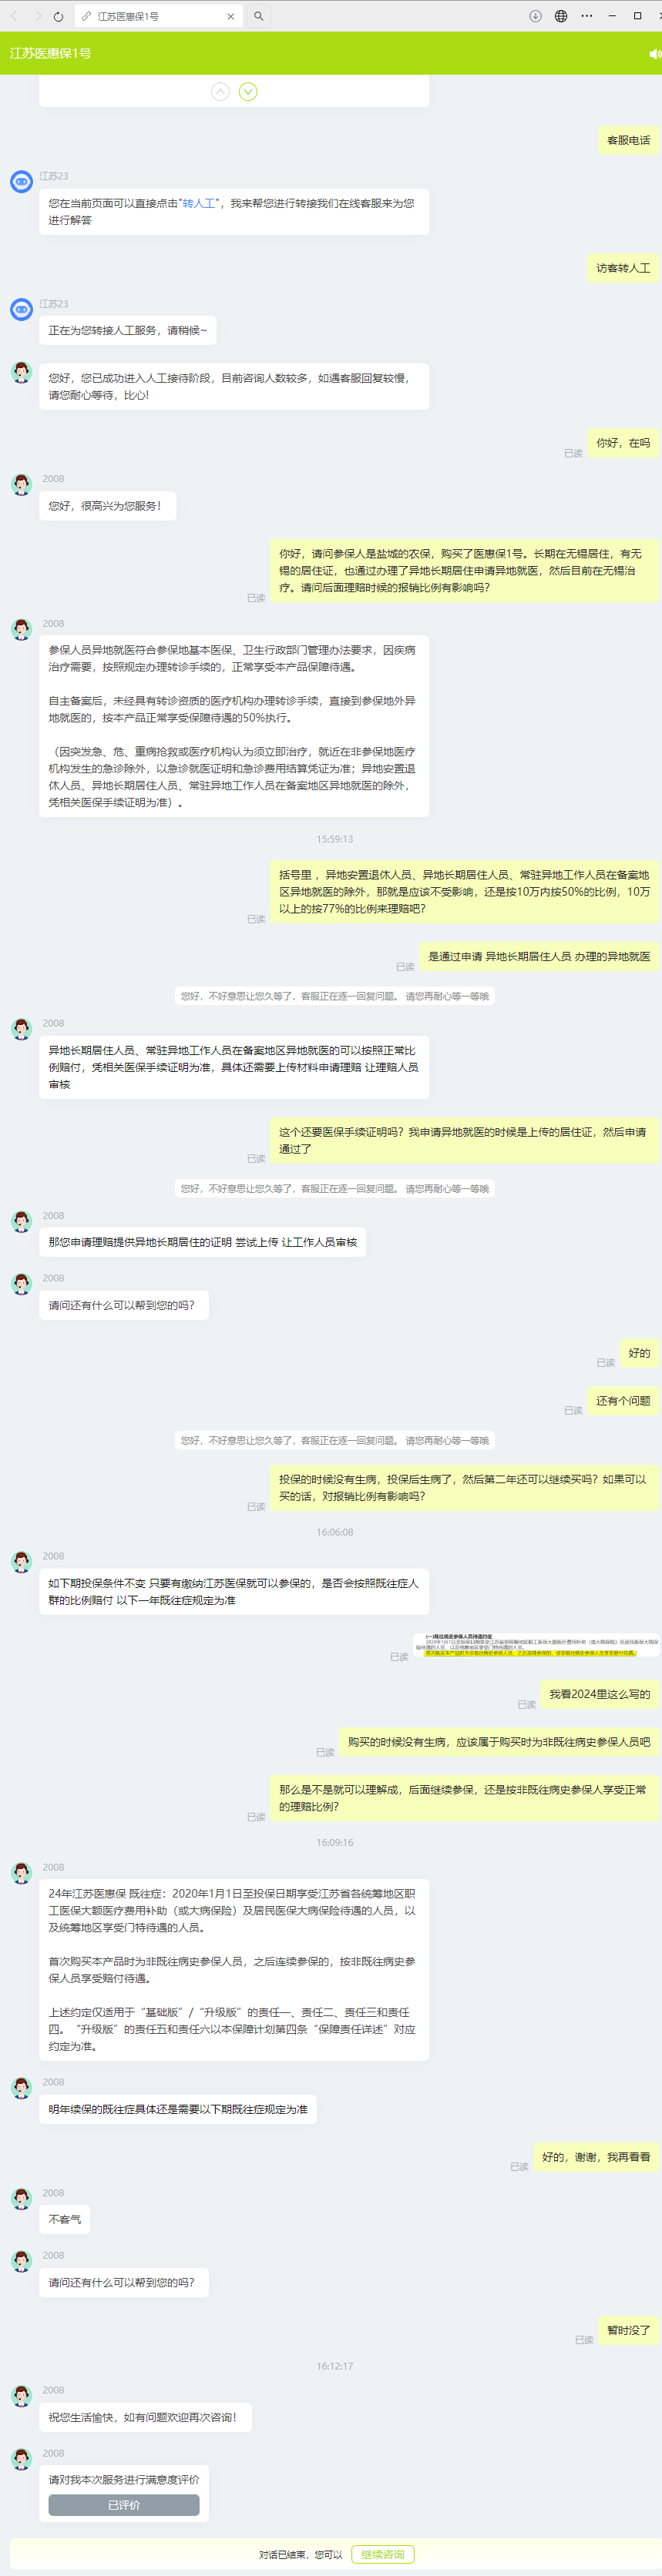 江苏医惠保1号
江苏医惠保1号
客服电话
江苏23
您在当前页面可以直接点击"转人工"，我来帮您进行转接我们在线客服来为您
进行解答
访客转人工
江苏23
正在为您转接人工服务，请稍候~
您好，您已成功进入人工接待阶段，目前咨询人数较多，如遇客服回复较慢，
请您耐心等待，比心!
你好，在吗
已读
2008
您好，很高兴为您服务！
你好，请问参保人是盐城的农保，购买了医惠保1号。长期在无锡居住，有无
锡的居住证，也通过办理了异地长期居住申请异地就医，然后目前在无锡治
疗。请问后面理赔时候的报销比例有影响吗？
已读
2008
参保人员异地就医符合参保地基本医保、卫生行政部门管理办法要求，因疾病
治疗需要，按照规定办理转诊手续的，正常享受本产品保障待遇。
自主备案后，未经具有转诊资质的医疗机构办理转诊手续，直接到参保地外异
地就医的，按本产品正常享受保障待遇的50%执行。
（因突发急、危、重病抢救或医疗机构认为须立即治疗，就近在非参保地医疗
机构发生的急诊除外，以急诊就医证明和急诊费用结算凭证为准；异地安置退
休人员、异地长期居住人员、常驻异地工作人员在备案地区异地就医的除外，
凭相关医保手续证明为准）。
15:59:13
括号里 ，异地安置退休人员、异地长期居住人员、常驻异地工作人员在备案地
区异地就医的除外，那就是应该不受影响，还是按10万内按50%的比例，10万
以上的按77%的比例来理赔吧？
已读
是通过申请 异地长期居住人员 办理的异地就医
已读
您好，不好意思让您久等了，客服正在逐一回复问题。 请您再耐心等一等哦
2008
异地长期居住人员、常驻异地工作人员在备案地区异地就医的可以按照正常比
例赔付，凭相关医保手续证明为准，具体还需要上传材料申请理赔 让理赔人员
审核
这个还要医保手续证明吗？我申请异地就医的时候是上传的居住证，然后申请
通过了
已读
您好，不好意思让您久等了，客服正在逐一回复问题。 请您再耐心等一等哦
2008
那您申请理赔提供异地长期居住的证明 尝试上传 让工作人员审核
2008
请问还有什么可以帮到您的吗？
好的
已读
还有个问题
已读
您好，不好意思让您久等了，客服正在逐一回复问题。 请您再耐心等一等哦
投保的时候没有生病，投保后生病了，然后第二年还可以继续买吗？如果可以
买的话，对报销比例有影响吗？
已读
16:06:08
2008
如下期投保条件不变 只要有缴纳江苏医保就可以参保的，是否会按照既往症人
群的比例赔付 以下一年既往症规定为准
(一)既往病史参保人员待遇约定
首次购买本产品时为非既往病史参保人员，之后连续参保的，按非既往病史参保人员享受赔付待遇。
已读
我看2024里这么写的
已读
购买的时候没有生病，应该属于购买时为非既往病史参保人员吧
已读
那么是不是就可以理解成，后面继续参保，还是按非既往病史参保人享受正常
的理赔比例？
已读
16:09:16
2008
24年江苏医惠保 既往症：2020年1月1日至投保日期享受江苏省各统筹地区职
工医保大额医疗费用补助（或大病保险）及居民医保大病保险待遇的人员，以
及统筹地区享受门特待遇的人员。
首次购买本产品时为非既往病史参保人员，之后连续参保的，按非既往病史参
保人员享受赔付待遇。
上述约定仅适用于“基础版”/“升级版”的责任一、责任二、责任三和责任
四。“升级版”的责任五和责任六以本保障计划第四条“保障责任详述”对应
约定为准。
2008
明年续保的既往症具体还是需要以下期既往症规定为准
好的，谢谢，我再看看
已读
2008
不客气
2008
请问还有什么可以帮到您的吗？
暂时没了
已读
16:12:17
2008
祝您生活愉快，如有问题欢迎再次咨询！
2008
请对我本次服务进行满意度评价
已评价
对话已结束，您可以 继续咨询